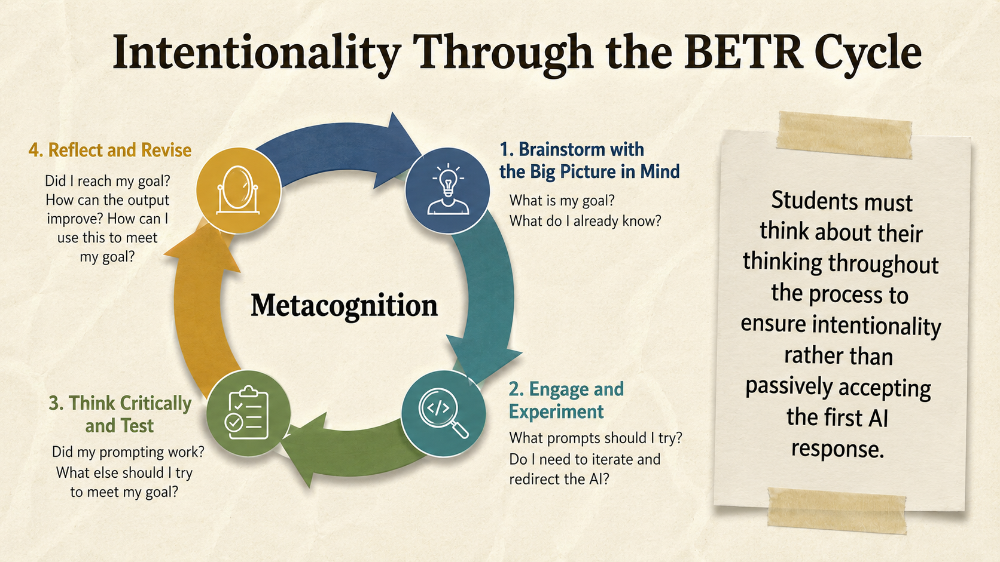 Intentionality Through the BETR Cycle
1. Brainstorm with
the Big Picture in Mind
What is my goal?
What do I already know?
2. Engage and
Experiment
What prompts should I try?
Do I need to iterate and
redirect the AI?
3. Think Critically
and Test
Did my prompting work?
What else should I try
to meet my goal?
4. Reflect and Revise
Did I reach my goal?
How can the output
improve? How can I
use this to meet
my goal?
Metacognition
</>
Students must
think about their
thinking throughout
the process to
ensure intentionality
rather than
passively accepting
the first AI
response.